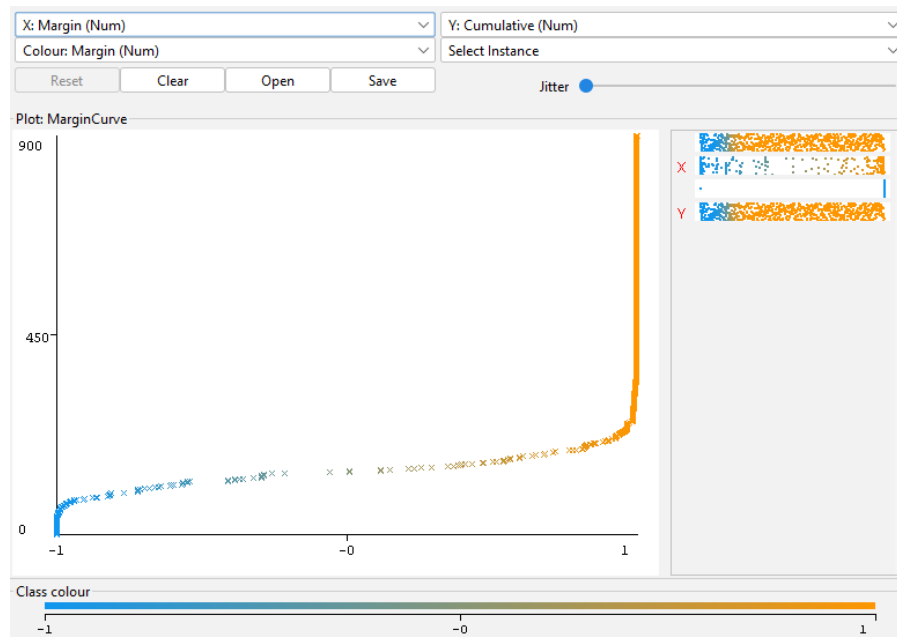 X: Margin (Num)
Y: Cumulative (Num)
Colour: Margin (Num)
Select Instance
Reset
Clear
Open
Save
Jitter
Plot: MarginCurve
900
450
0
-1
-0
1
X
Y
Class colour
-1
-0
1